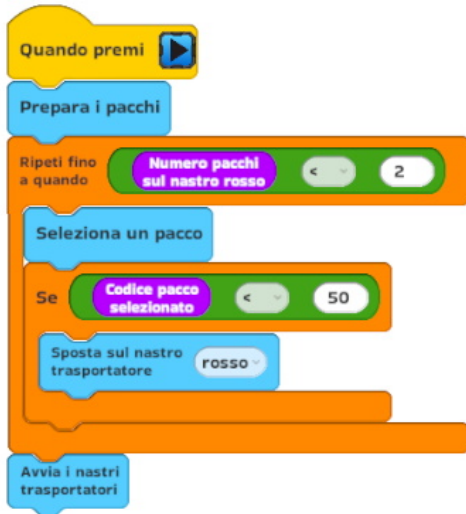 Quando premi
Prepara i pacchi
Ripeti fino
a quando
Numero pacchi
sul nastro rosso
<
2
Seleziona un pacco
Se
Codice pacco
selezionato
<
50
Sposta sul nastro
trasportatore
rosso
Avvia i nastri
trasportatori